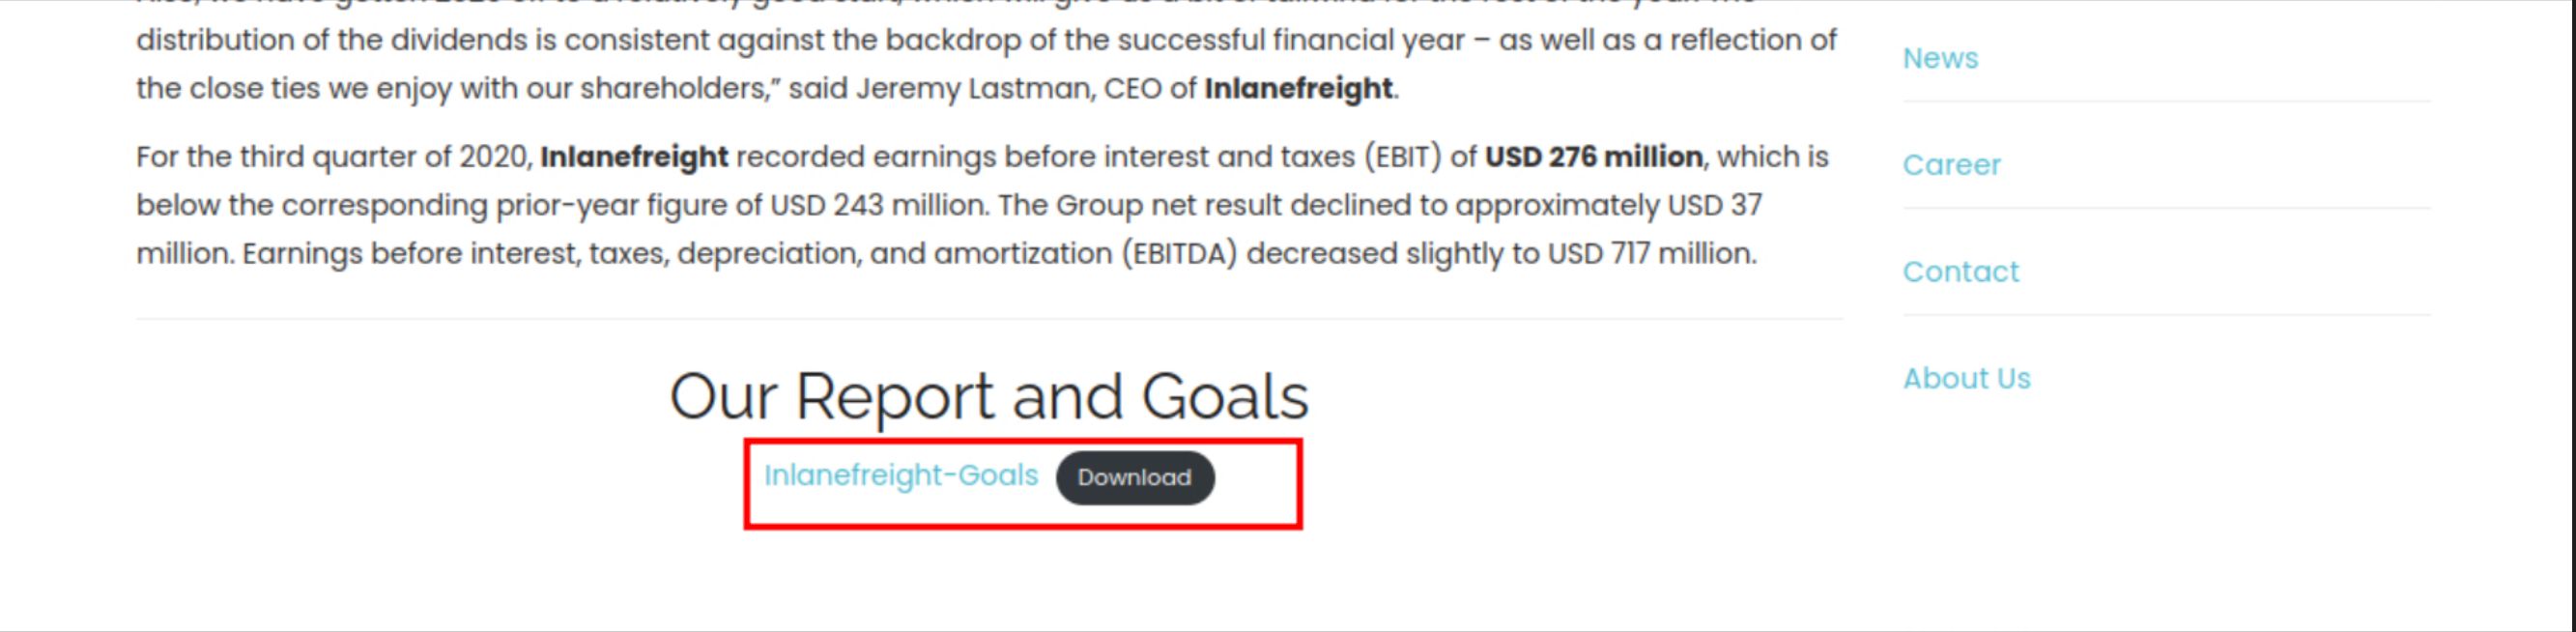 distribution of the dividends is consistent against the backdrop of the successful financial year – as well as a reflection of
the close ties we enjoy with our shareholders,” said Jeremy Lastman, CEO of Inlanefreight.
For the third quarter of 2020, Inlanefreight recorded earnings before interest and taxes (EBIT) of USD 276 million, which is
below the corresponding prior-year figure of USD 243 million. The Group net result declined to approximately USD 37
million. Earnings before interest, taxes, depreciation, and amortization (EBITDA) decreased slightly to USD 717 million.
Our Report and Goals
Inlanefreight-Goals Download
News
Career
Contact
About Us